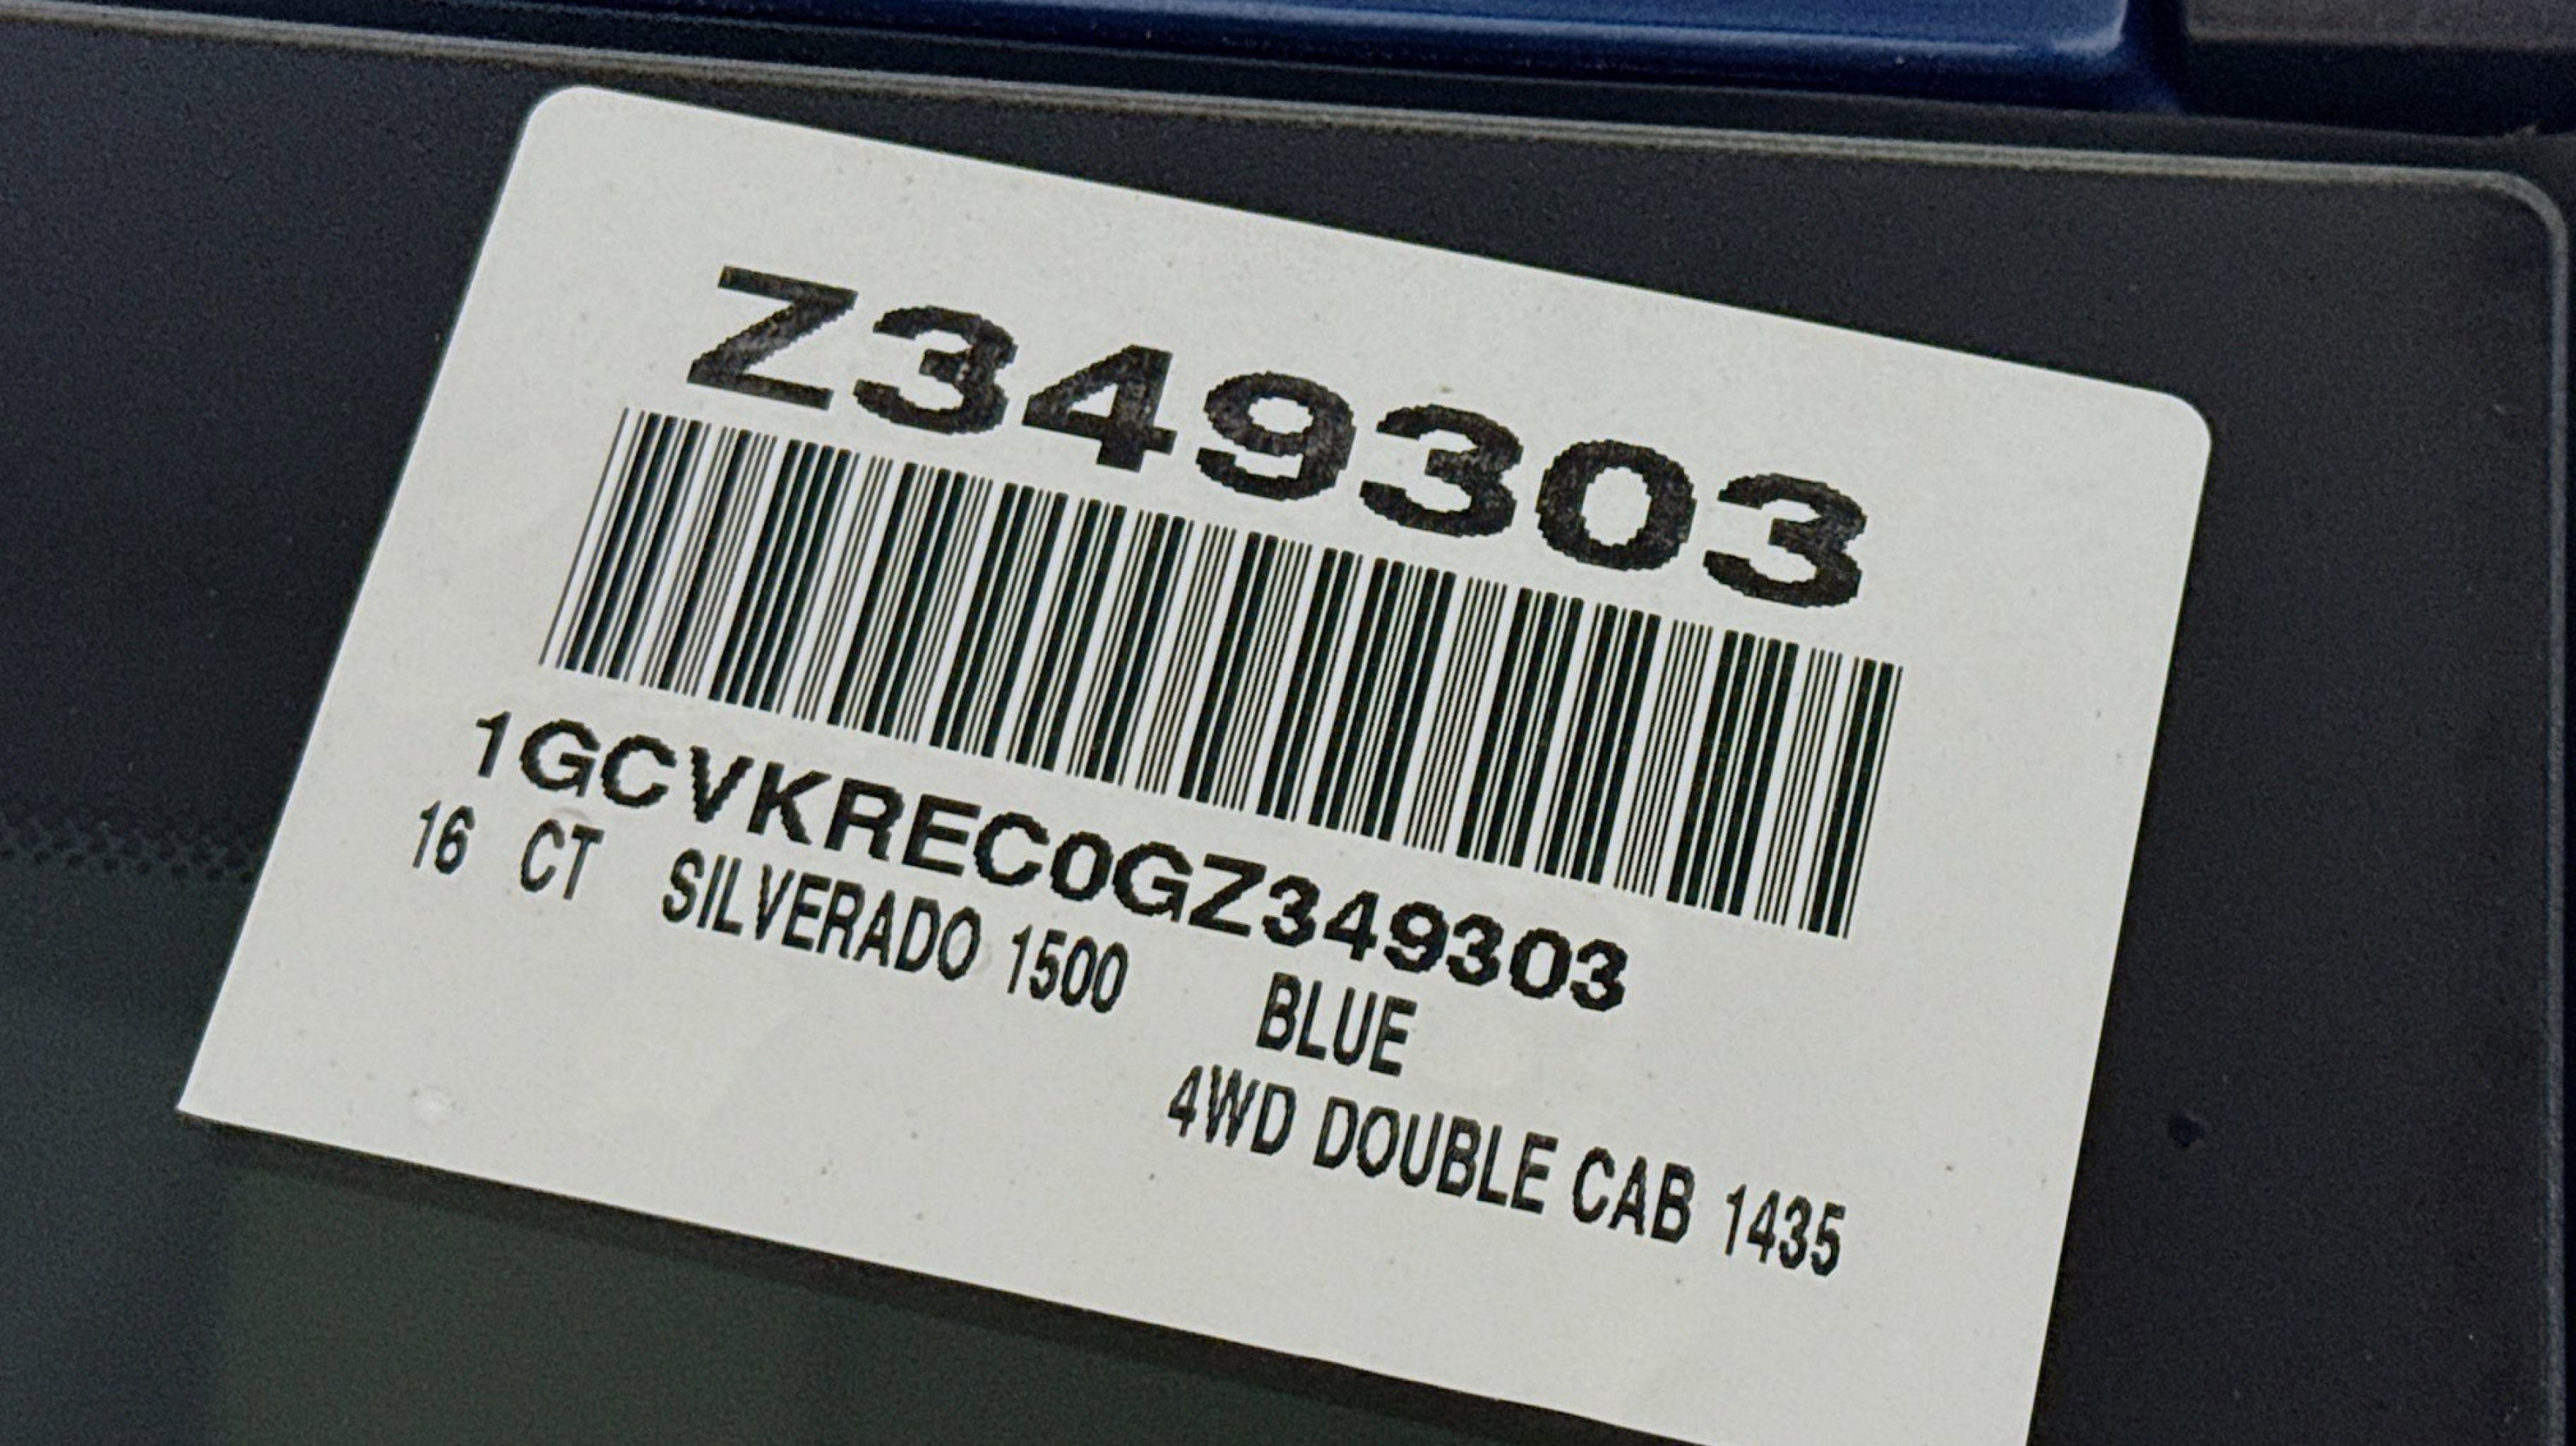 Z349303
1GCVKREC0GZ349303
16 CT SILVERADO 1500 BLUE
4WD DOUBLE CAB 1435